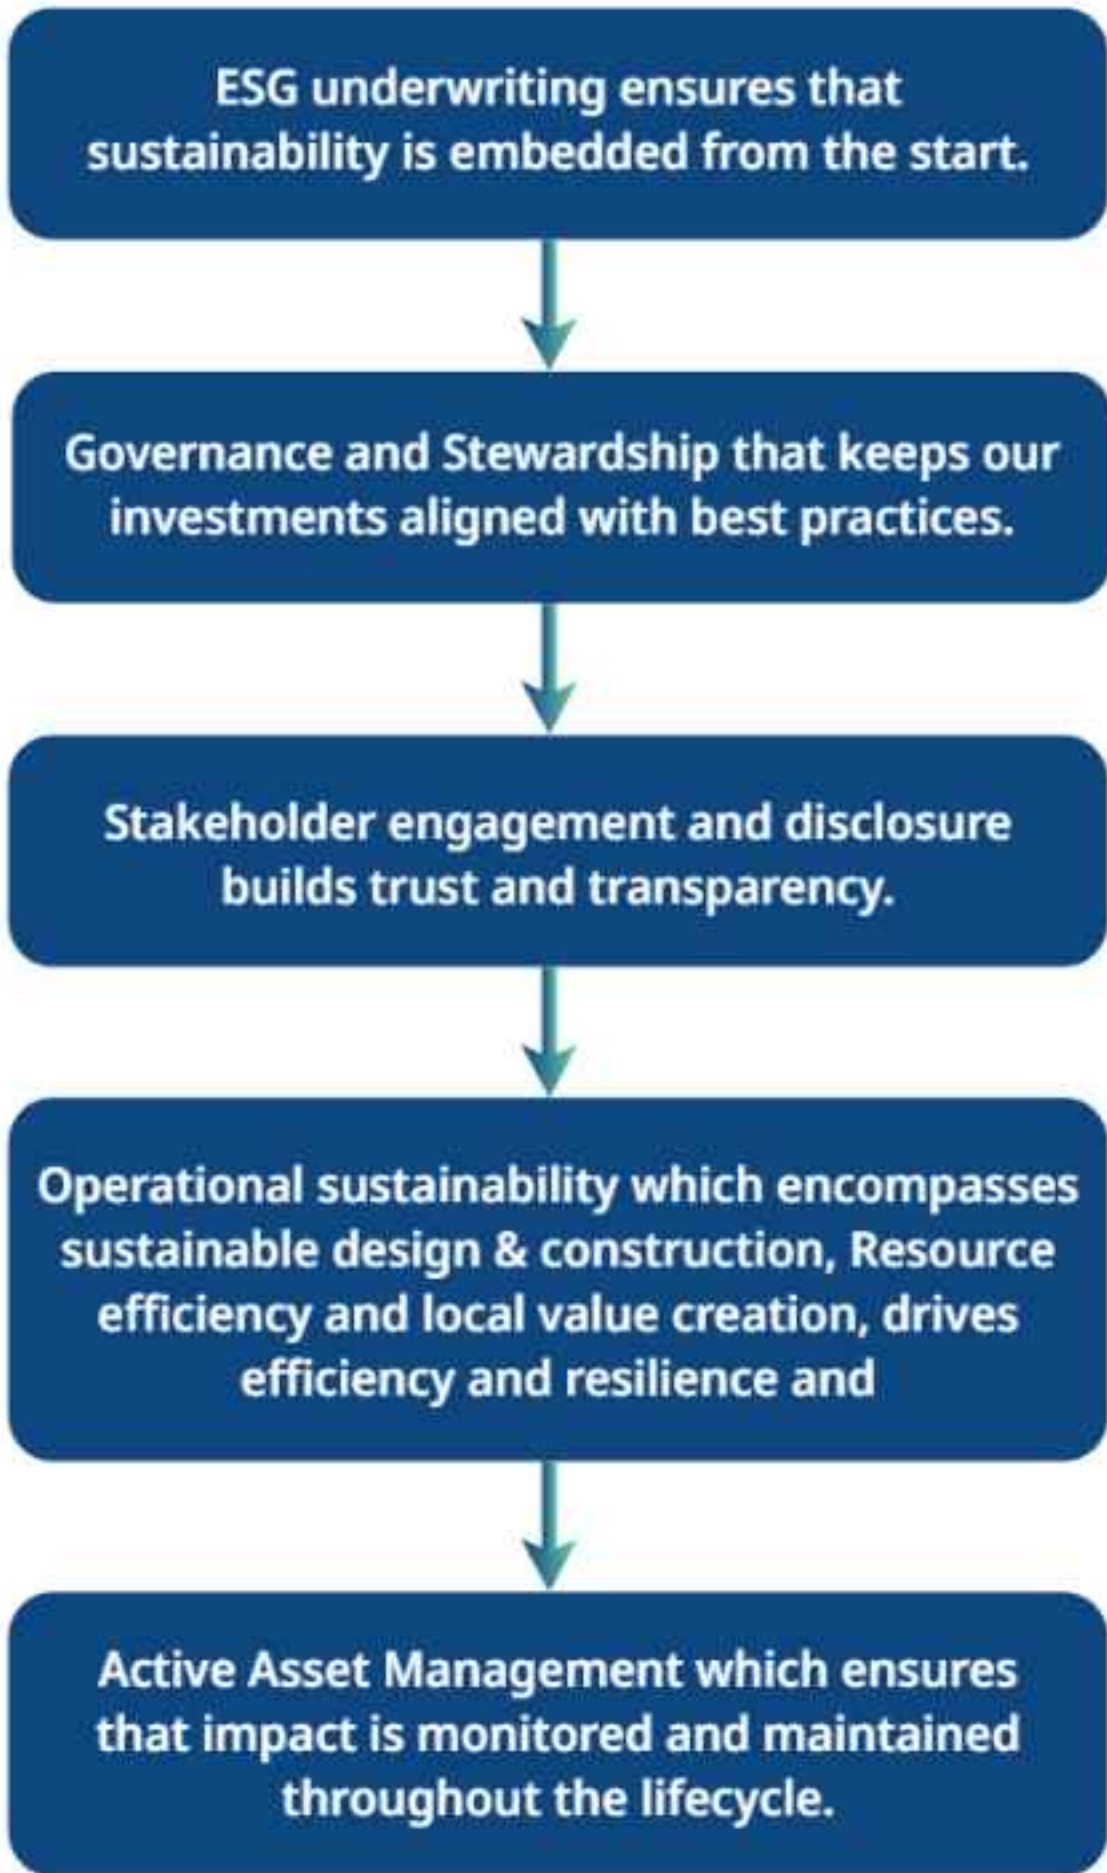 ESG underwriting ensures that
sustainability is embedded from the start.
Governance and Stewardship that keeps our
investments aligned with best practices.
Stakeholder engagement and disclosure
builds trust and transparency.
Operational sustainability which encompasses
sustainable design & construction, Resource
efficiency and local value creation, drives
efficiency and resilience and
Active Asset Management which ensures
that impact is monitored and maintained
throughout the lifecycle.